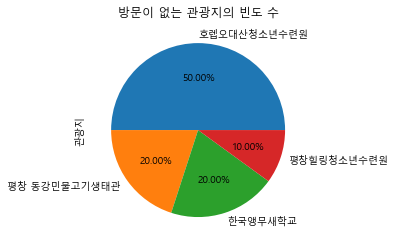 방문이 없는 관광지의 빈도 수
호렙오대산청소년수련원
50.00%
관광지
20.00%
10.00%
20.00%
평창힐링청소년수련원
평창 동강민물고기생태관
한국앵무새학교